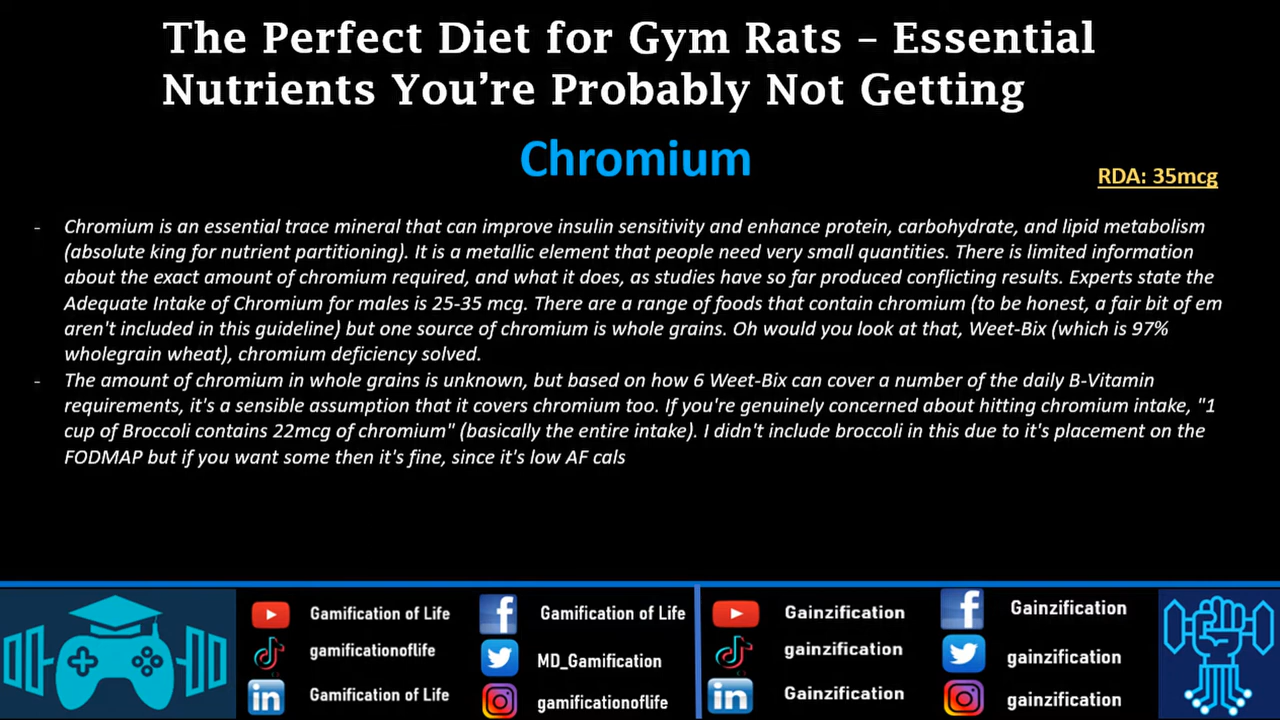 The Perfect Diet for Gym Rats – Essential
Nutrients You’re Probably Not Getting
Chromium
RDA: 35mcg
- Chromium is an essential trace mineral that can improve insulin sensitivity and enhance protein, carbohydrate, and lipid metabolism
(absolute king for nutrient partitioning). It is a metallic element that people need very small quantities. There is limited information
about the exact amount of chromium required, and what it does, as studies have so far produced conflicting results. Experts state the
Adequate Intake of Chromium for males is 25-35 mcg. There are a range of foods that contain chromium (to be honest, a fair bit of em
aren't included in this guideline) but one source of chromium is whole grains. Oh would you look at that, Weet-Bix (which is 97%
wholegrain wheat), chromium deficiency solved.
- The amount of chromium in whole grains is unknown, but based on how 6 Weet-Bix can cover a number of the daily B-Vitamin
requirements, it's a sensible assumption that it covers chromium too. If you're genuinely concerned about hitting chromium intake, "1
cup of Broccoli contains 22mcg of chromium" (basically the entire intake). I didn't include broccoli in this due to it's placement on the
FODMAP but if you want some then it's fine, since it's low AF cals
Gamification of Life
Gamification of Life
Gainzification
Gainzification
gamificationoflife
MD_Gamification
gainzification
gainzification
Gamification of Life
gamificationoflife
Gainzification
gainzification